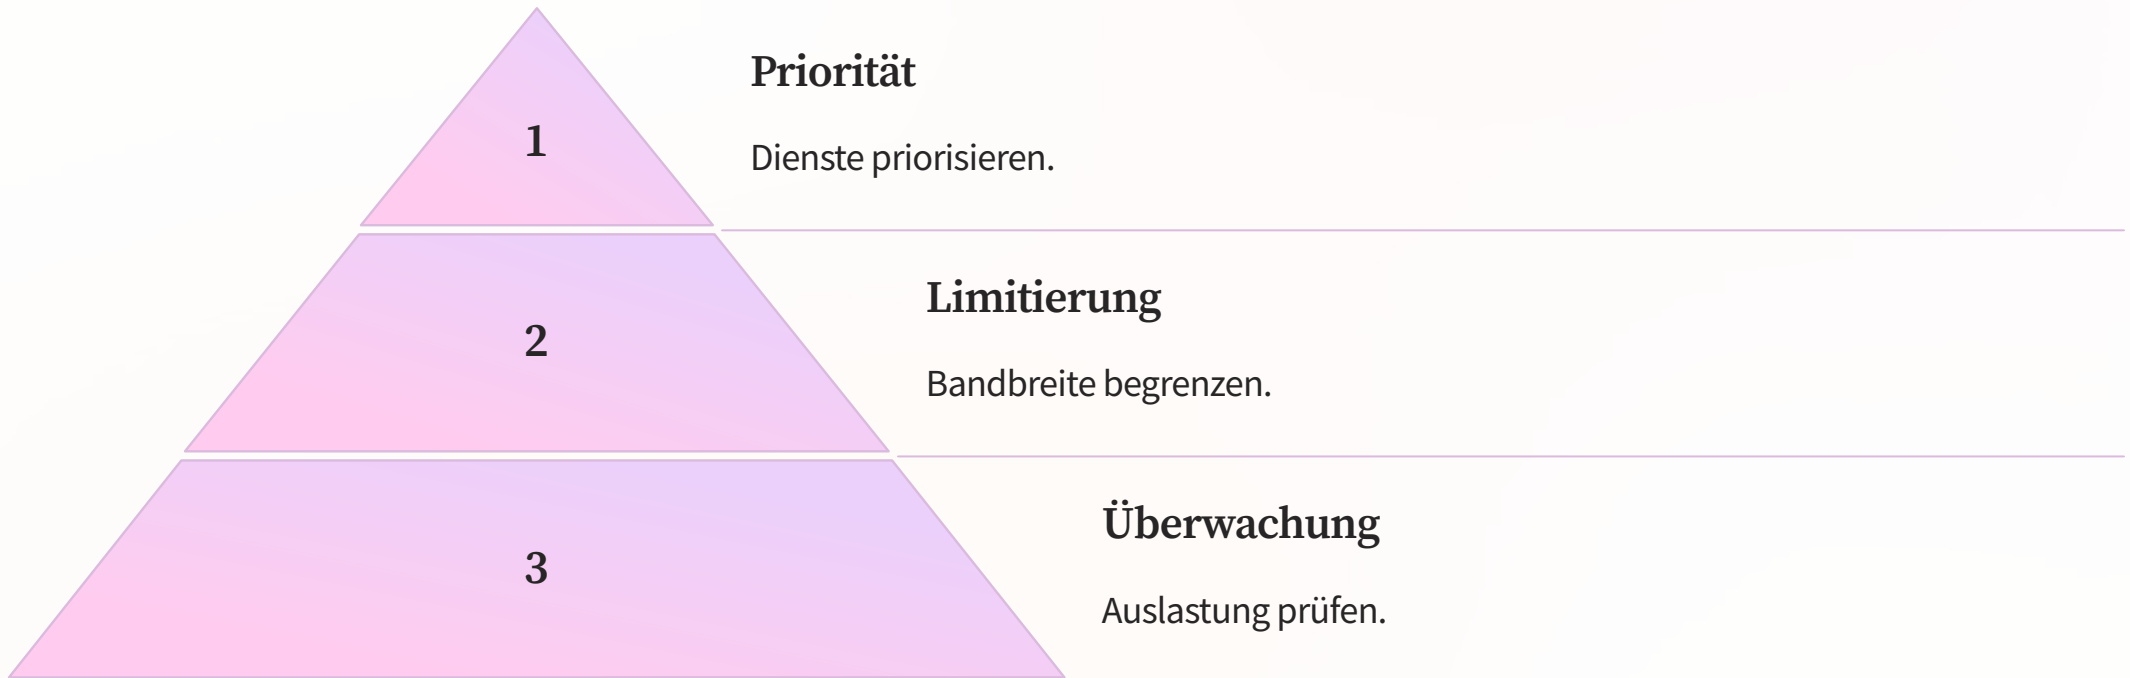 1
Priorität
Dienste priorisieren.
2
Limitierung
Bandbreite begrenzen.
3
Überwachung
Auslastung prüfen.